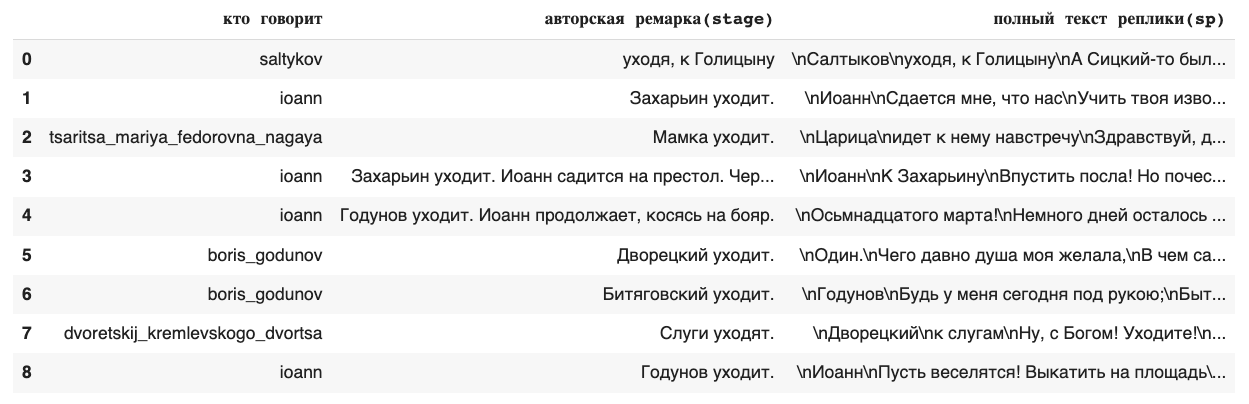 кто говорит авторская ремарка(stage) полный текст реплики(sp)
0 saltykov уходя, к Голицыну \nСалтыков\nуходя, к Голицыну\nА Сицкий-то был...
1 ioann Захарьин уходит. \nИоанн\nСдается мне, что нас\nУчить твоя изво...
2 tsaritsa_mariya_fedorovna_nagaya Мамка уходит. \nЦарица\nидет к нему навстречу\nЗдравствуй, д...
3 ioann Захарьин уходит. Иоанн садится на престол. Чер... \nИоанн\nК Захарьину\nВпустить посла! Но почес...
4 ioann Годунов уходит. Иоанн продолжает, косясь на бояр. \nОсьмнадцатого марта!\nНемного дней осталось ...
5 boris_godunov Дворецкий уходит. \nОдин.\nЧего давно душа моя желала,\nВ чем са...
6 boris_godunov Битяговский уходит. \nГодунов\nБудь у меня сегодня под рукою;\nБыт...
7 dvoretskij_kremlevskogo_dvortsa Слуги уходят. \nДворецкий\nк слугам\nНу, с Богом! Уходите!\n...
8 ioann Годунов уходит. \nИоанн\nПусть веселятся! Выкатить на площадь\...